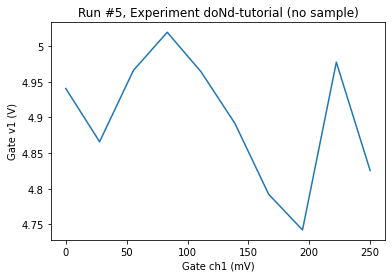 Run #5, Experiment doNd-tutorial (no sample)
Gate v1 (V)
5
4.95
4.9
4.85
4.8
4.75
0 50 100 150 200 250
Gate ch1 (mV)